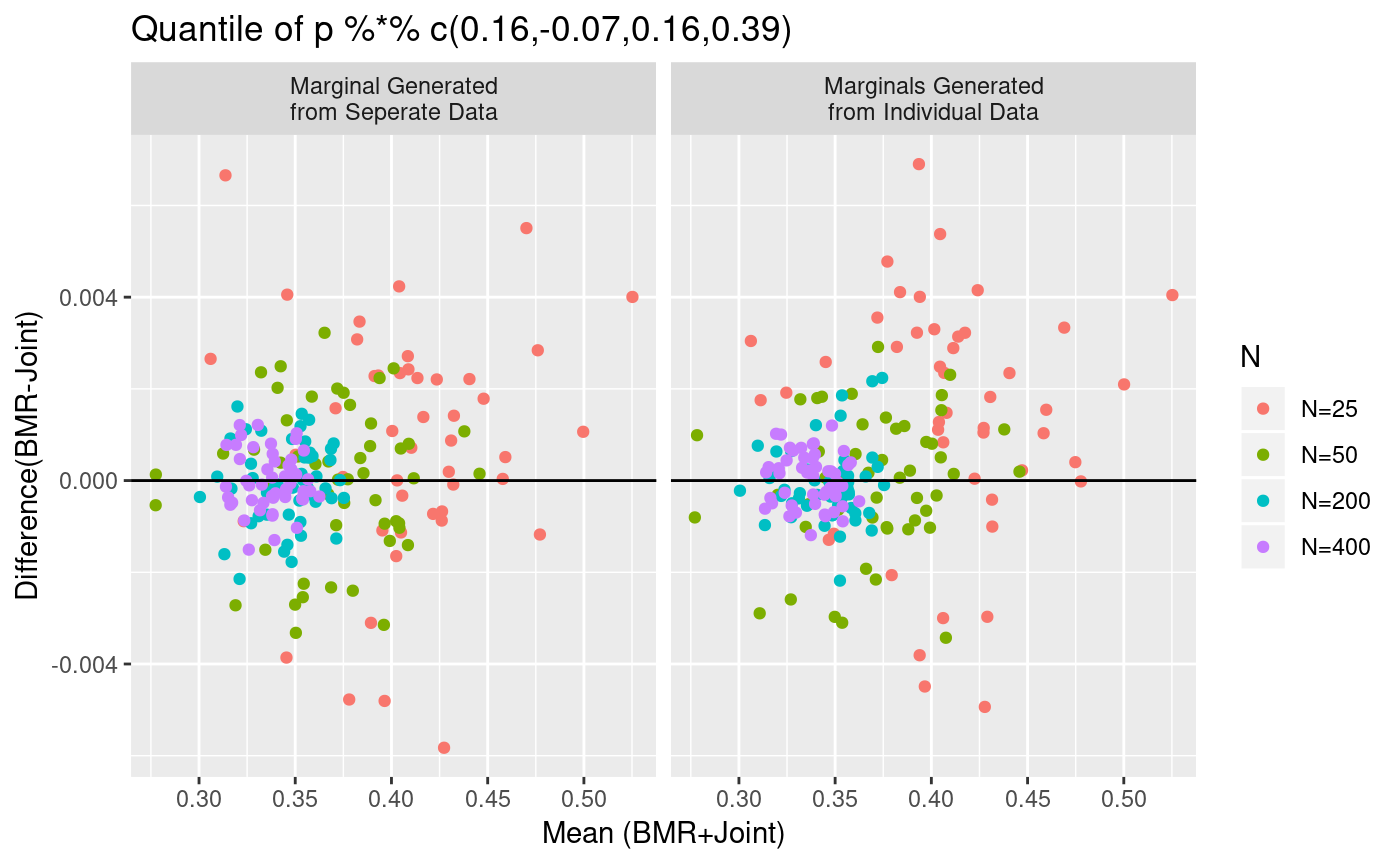 Quantile of p %*% c(0.16,-0.07,0.16,0.39)
Marginal Generated
from Seperate Data
Marginals Generated
from Individual Data
Difference(BMR-Joint)
0.004
0.000
-0.004
0.30 0.35 0.40 0.45 0.50
0.30 0.35 0.40 0.45 0.50
Mean (BMR+Joint)
N
N=25
N=50
N=200
N=400